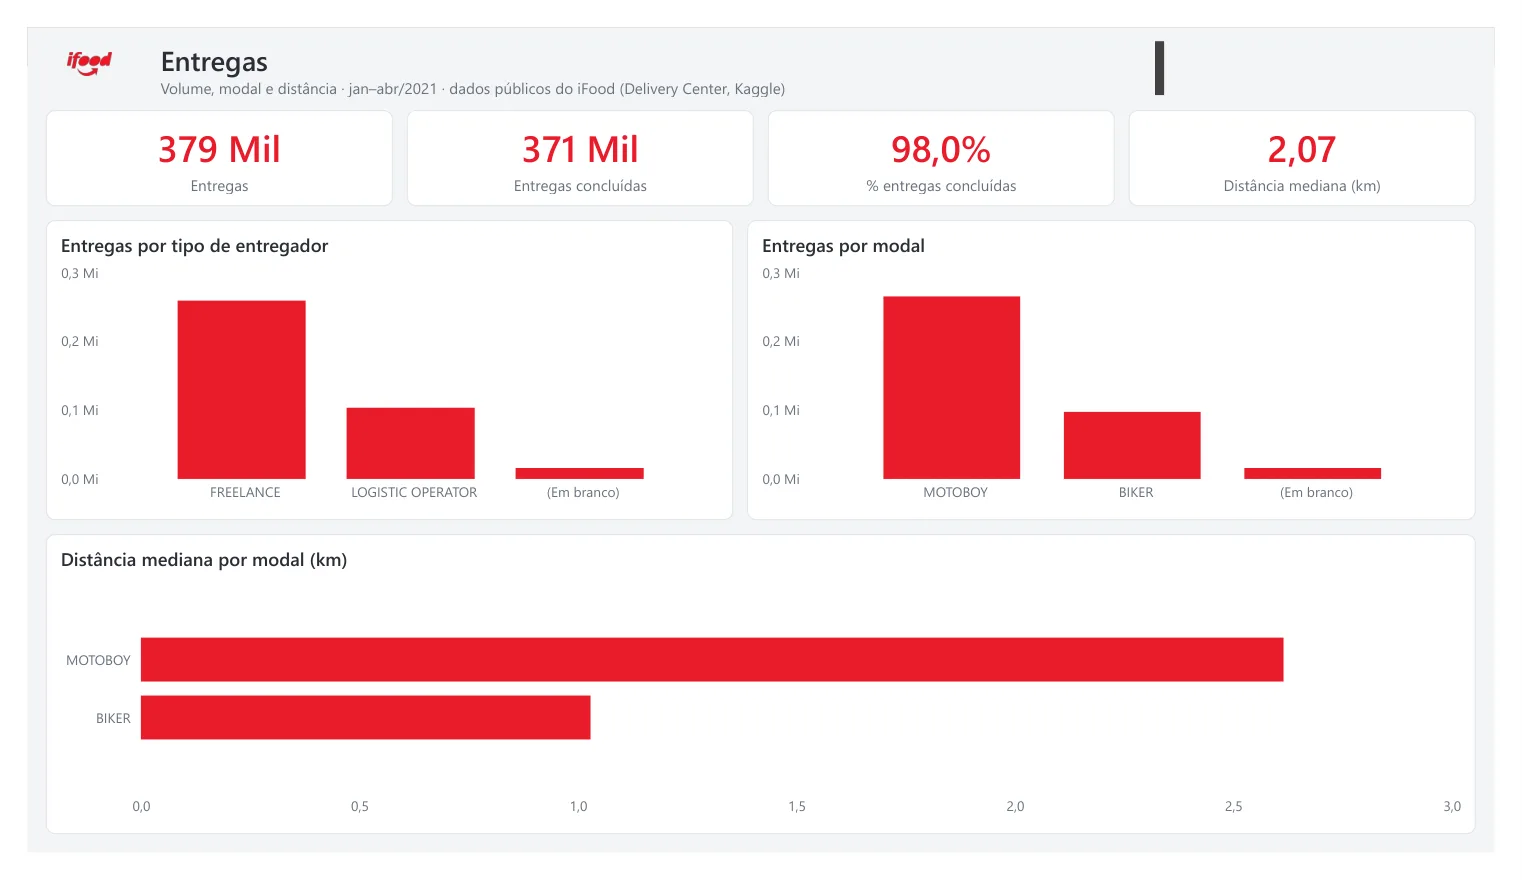 ifood
Entregas
Volume, modal e distância · jan–abr/2021 · dados públicos do iFood (Delivery Center, Kaggle)
379 Mil
Entregas
371 Mil
Entregas concluídas
98,0%
% entregas concluídas
2,07
Distância mediana (km)
Entregas por tipo de entregador
0,3 Mi
0,2 Mi
0,1 Mi
0,0 Mi
FREELANCE
LOGISTIC OPERATOR
(Em branco)
Entregas por modal
0,3 Mi
0,2 Mi
0,1 Mi
0,0 Mi
MOTOBOY
BIKER
(Em branco)
Distância mediana por modal (km)
MOTOBOY
BIKER
0,0
0,5
1,0
1,5
2,0
2,5
3,0